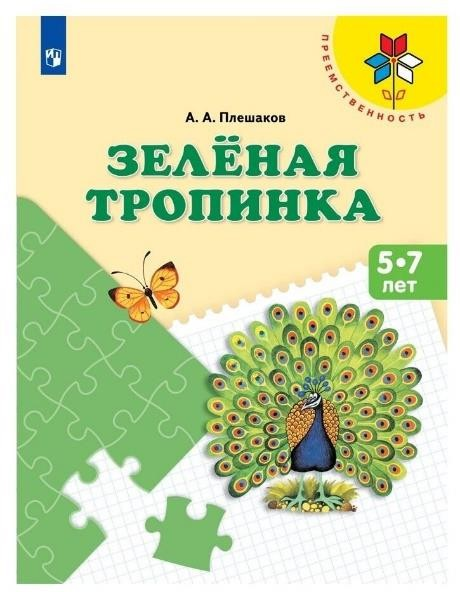 ПРЕЕМСТВЕННОСТЬ
А. А. Плешаков
ЗЕЛЁНАЯ
ТРОПИНКА
5•7
лет